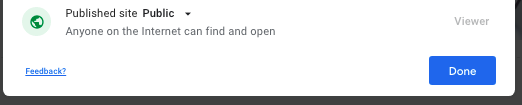 Published site Public
Viewer
Anyone on the Internet can find and open
Feedback?
Done